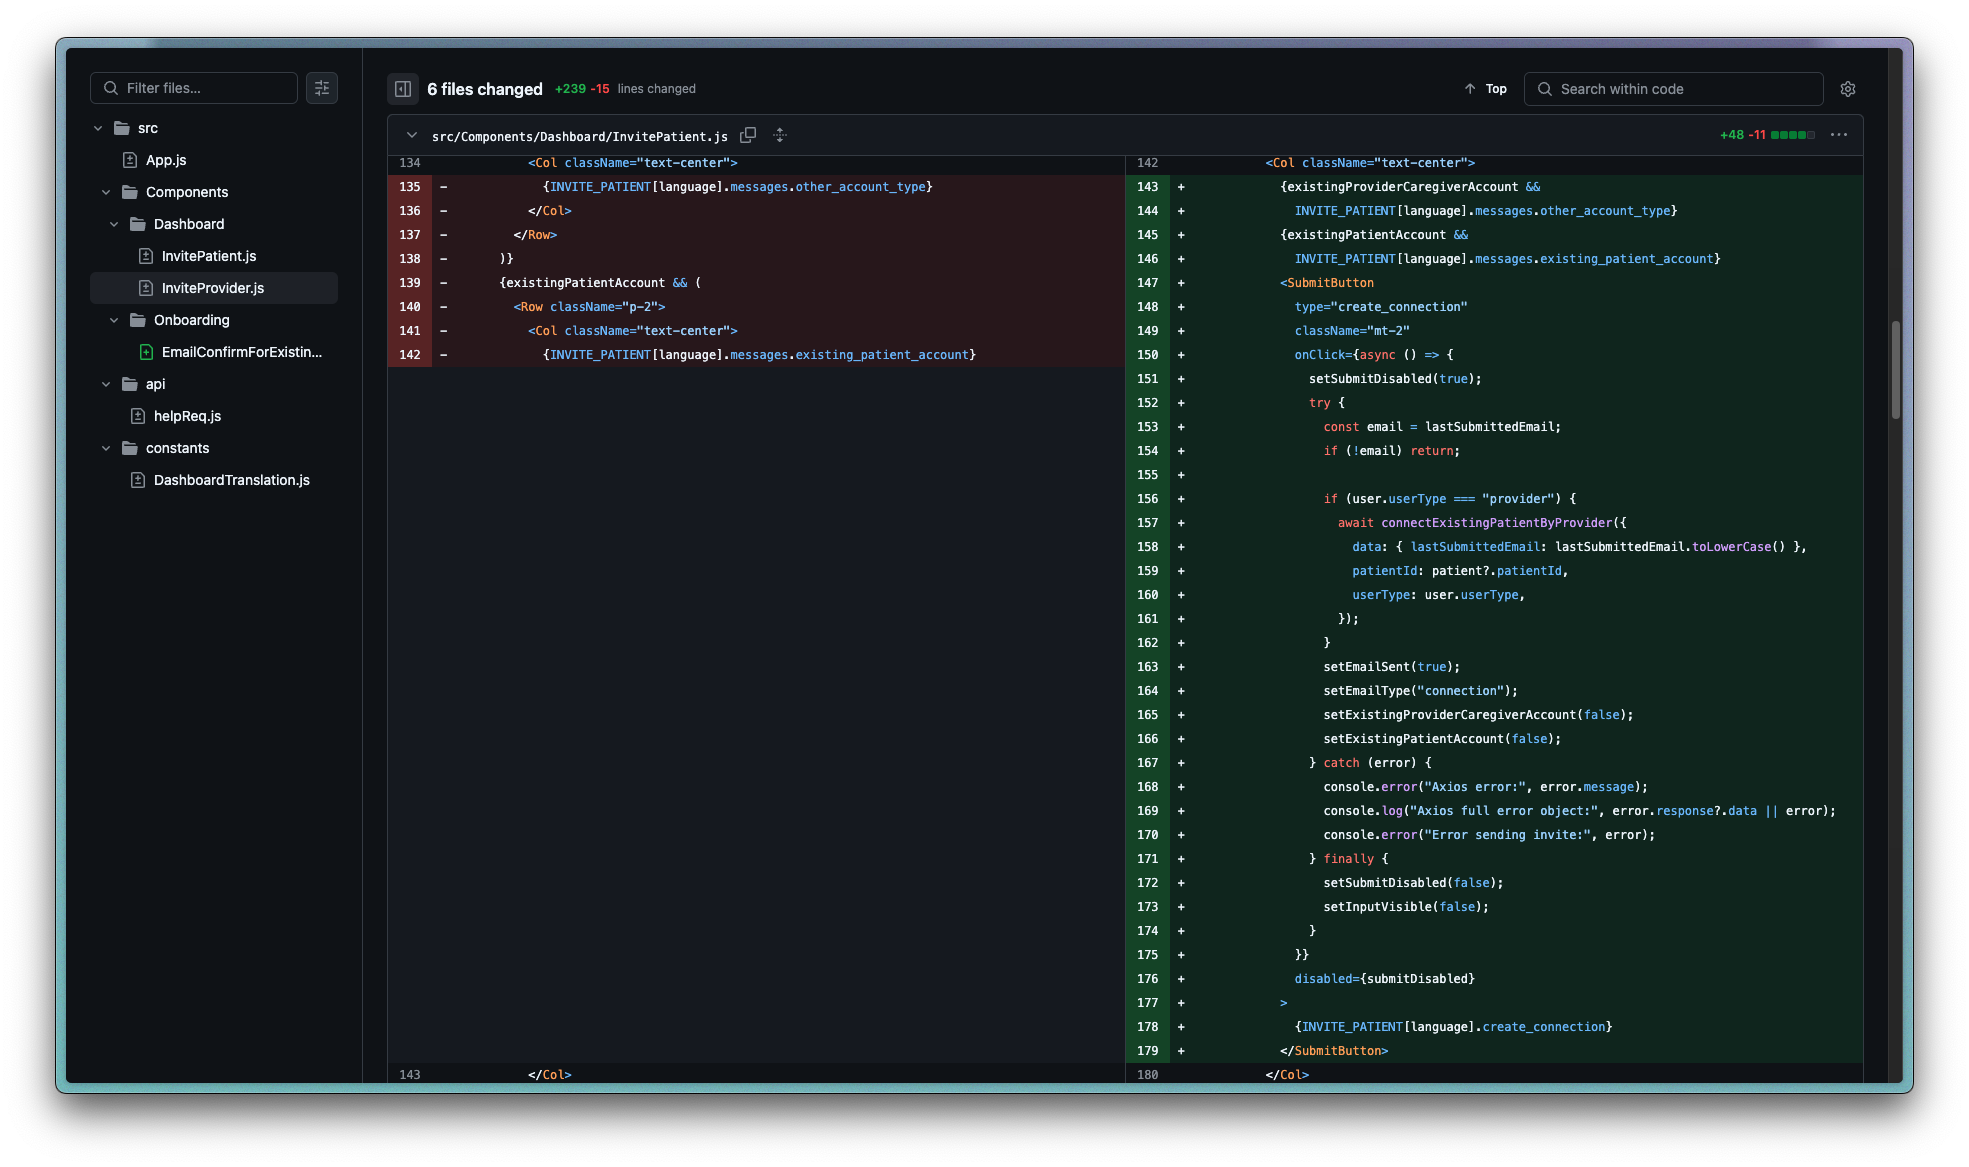 Filter files...
src
App.js
Components
Dashboard
InvitePatient.js
InviteProvider.js
Onboarding
EmailConfirmForExistin...
api
helpReq.js
constants
DashboardTranslation.js
6 files changed +239 -15 lines changed
Top
Search within code
src/Components/Dashboard/InvitePatient.js
+48 -11
134 <Col className="text-center">
135 - {INVITE_PATIENT[language].messages.other_account_type}
136 - </Col>
137 - </Row>
138 - )}
139 - {existingPatientAccount && (
140 - <Row className="p-2">
141 - <Col className="text-center">
142 - {INVITE_PATIENT[language].messages.existing_patient_account}
143 </Col>
142 <Col className="text-center">
143 + {existingProviderCaregiverAccount &&
144 + INVITE_PATIENT[language].messages.other_account_type}
145 + {existingPatientAccount &&
146 + INVITE_PATIENT[language].messages.existing_patient_account}
147 + <SubmitButton
148 + type="create_connection"
149 + className="mt-2"
150 + onClick={async () => {
151 + setSubmitDisabled(true);
152 + try {
153 + const email = lastSubmittedEmail;
154 + if (!email) return;
155 +
156 + if (user.userType === "provider") {
157 + await connectExistingPatientByProvider({
158 + data: { lastSubmittedEmail: lastSubmittedEmail.toLowerCase() },
159 + patientId: patient?.patientId,
160 + userType: user.userType,
161 + });
162 + }
163 + setEmailSent(true);
164 + setEmailType("connection");
165 + setExistingProviderCaregiverAccount(false);
166 + setExistingPatientAccount(false);
167 + } catch (error) {
168 + console.error("Axios error:", error.message);
169 + console.log("Axios full error object:", error.response?.data || error);
170 + console.error("Error sending invite:", error);
171 + } finally {
172 + setSubmitDisabled(false);
173 + setInputVisible(false);
174 + }
175 + }}
176 + disabled={submitDisabled}
177 + >
178 + {INVITE_PATIENT[language].create_connection}
179 + </SubmitButton>
180 </Col>